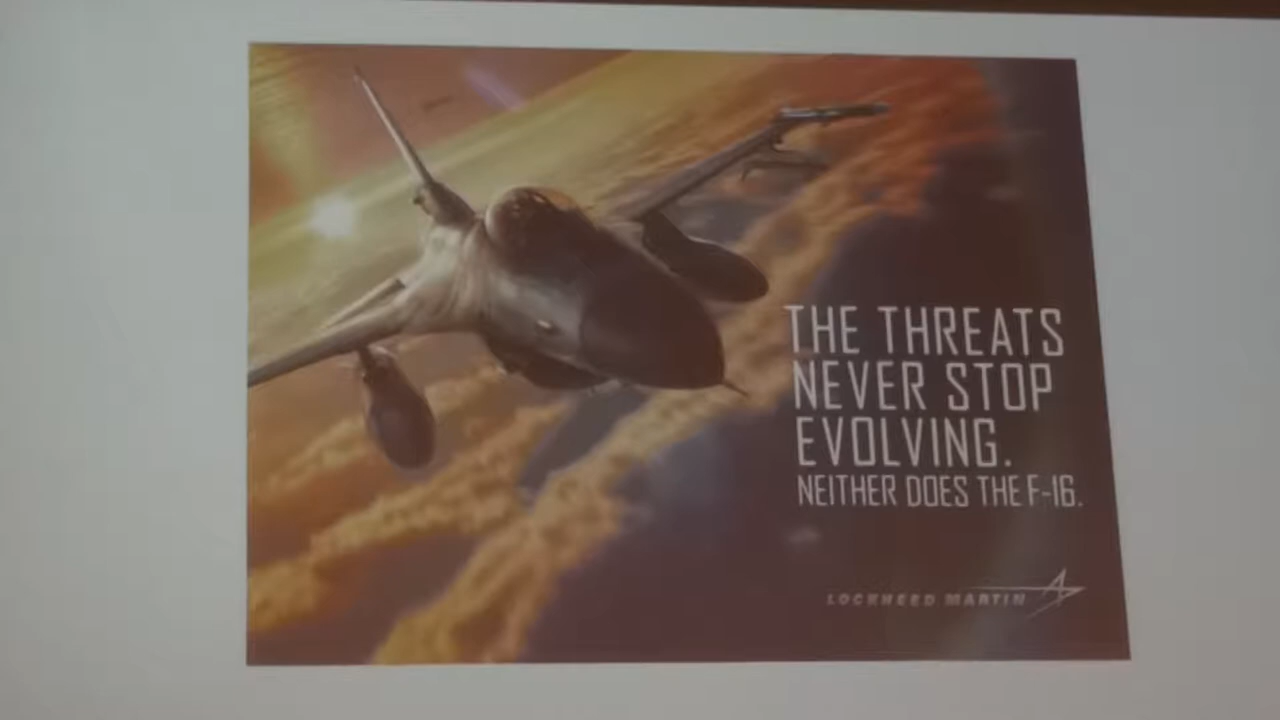 THE THREATS
NEVER STOP
EVOLVING.
NEITHER DOES THE F-16.
LOCKHEED MARTIN